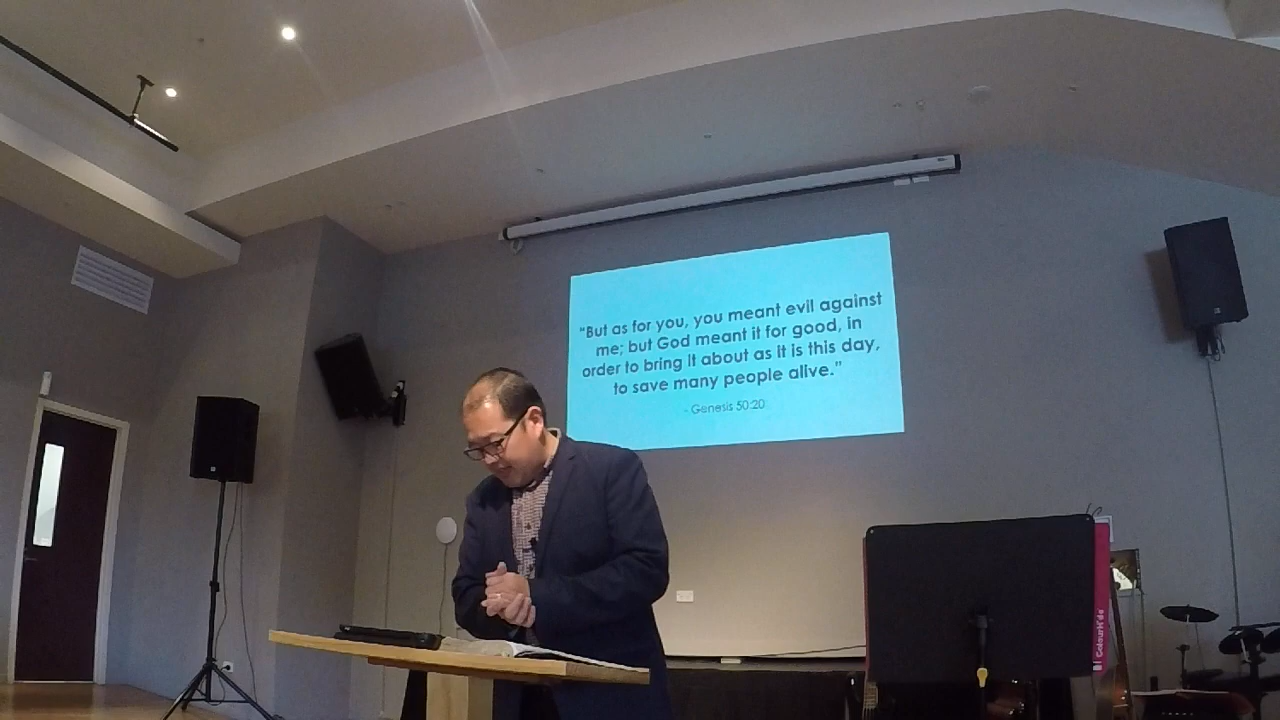 “But as for you, you meant evil against
me; but God meant it for good, in
order to bring it about as it is this day,
to save many people alive.”
- Genesis 50:20
ColourHide